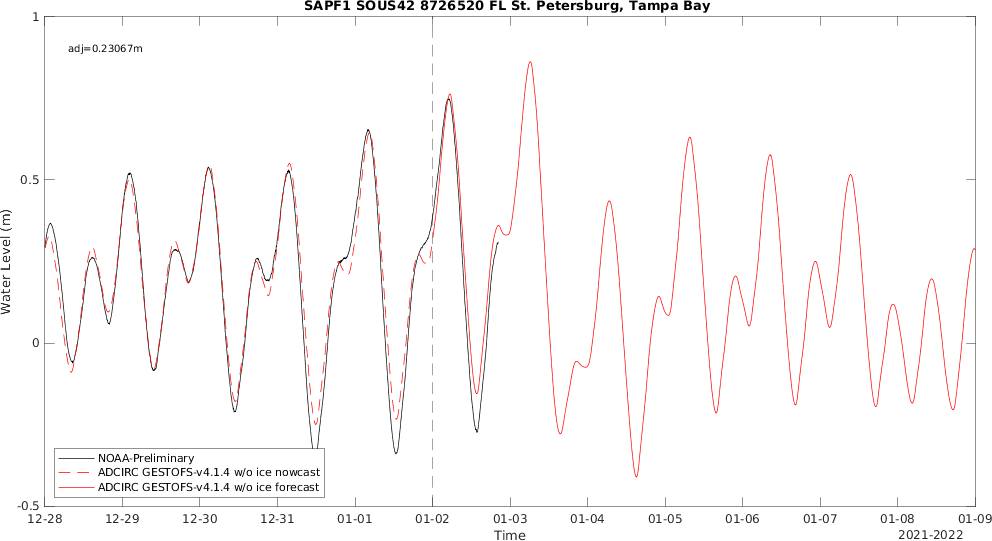 SAPF1 SOUS42 8726520 FL St. Petersburg, Tampa Bay
1
adj=0.23067m
0.5
Water Level (m)
0
NOAA-Preliminary
ADCIRC GESTOFS-v4.1.4 w/o ice nowcast
ADCIRC GESTOFS-v4.1.4 w/o ice forecast
-0.5
12-28 12-29 12-30 12-31 01-01 01-02 01-03 01-04 01-05 01-06 01-07 01-08 01-09
Time
2021-2022